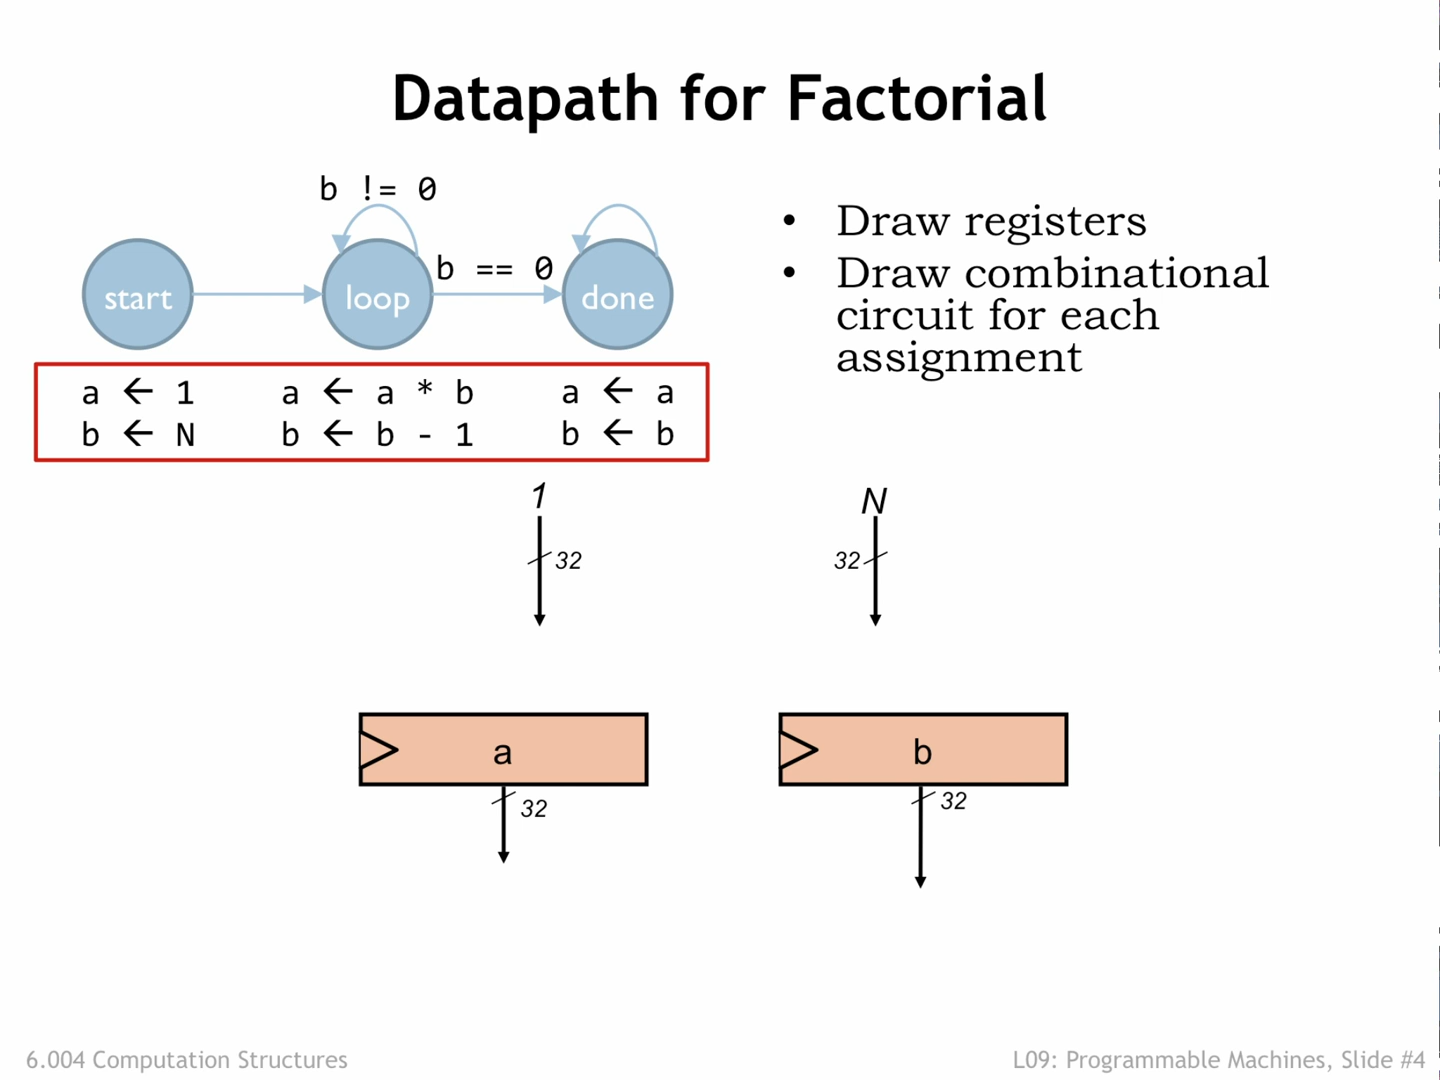 Datapath for Factorial
b != 0
b == 0
start
loop
done
a ← 1
a ← a * b
a ← a
b ← N
b ← b - 1
b ← b
• Draw registers
• Draw combinational
circuit for each
assignment
1
N
32
32
a
b
32
32
6.004 Computation Structures
L09: Programmable Machines, Slide #4